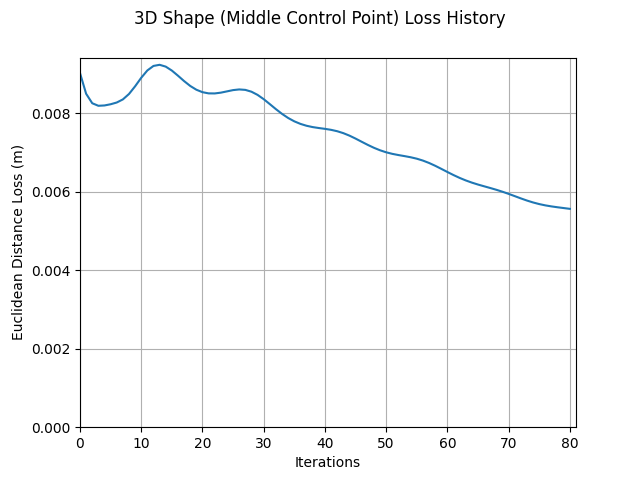 3D Shape (Middle Control Point) Loss History
Euclidean Distance Loss (m)
0.008
0.006
0.004
0.002
0.000
0 10 20 30 40 50 60 70 80
Iterations